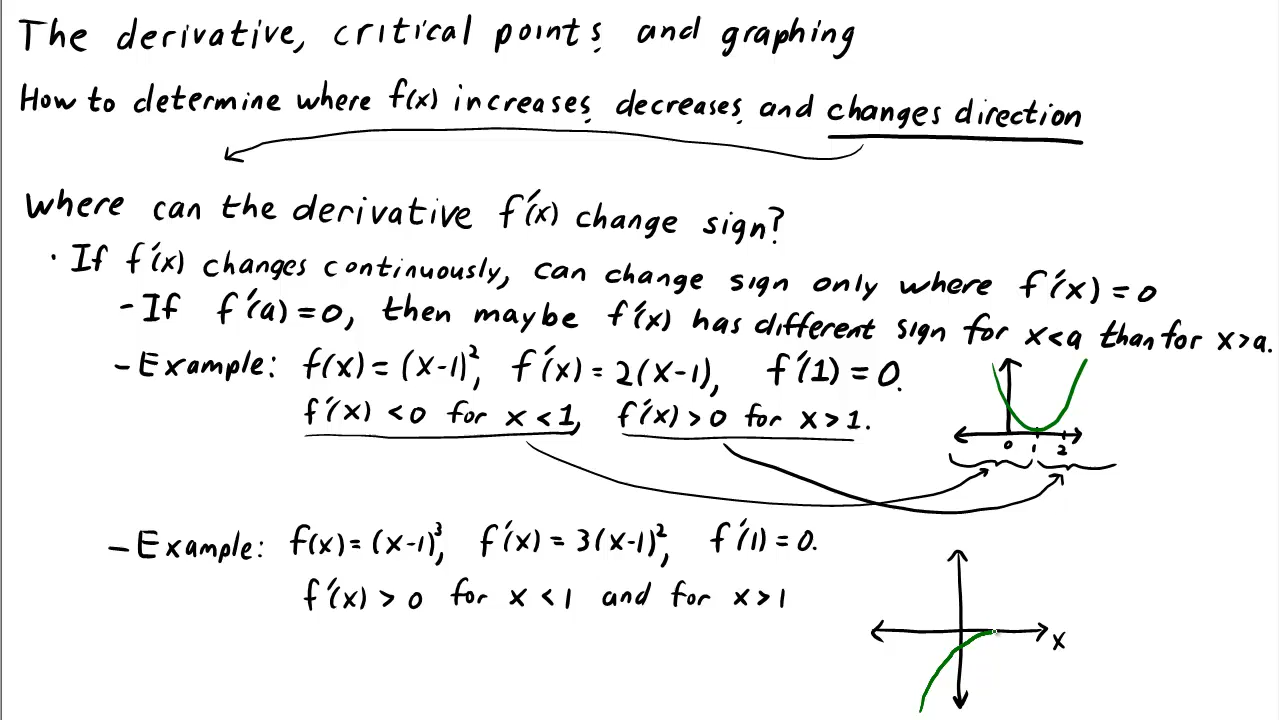 The derivative, critical points, and graphing
How to determine where f(x) increases, decreases, and changes direction
Where can the derivative f'(x) change sign?
· If f'(x) changes continuously, can change sign only where f'(x) = 0
- If f'(a) = 0, then maybe f'(x) has different sign for x<a than for x>a.
- Example: f(x) = (x-1)², f'(x) = 2(x-1), f'(1) = 0.
f'(x) < 0 for x < 1, f'(x) > 0 for x > 1.
0 1 2
- Example: f(x) = (x-1)³, f'(x) = 3(x-1)², f'(1) = 0.
f'(x) > 0 for x < 1 and for x > 1
x